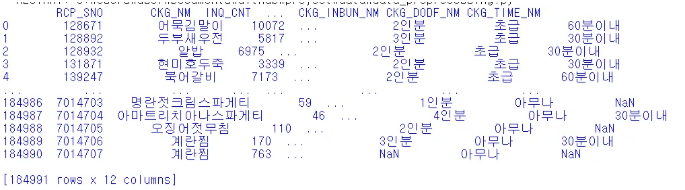 RCP_SNO CKG_NM INQ_CNT ... CKG_INBUN_NM CKG_DODF_NM CKG_TIME_NM
0 128671 어묵김말이 10072 ... 2인분 초급 60분이내
1 128892 두부새우전 5817 ... 3인분 초급 30분이내
2 128932 알밥 6975 ... 2인분 초급 30분이내
3 131871 현미호두죽 3339 ... 2인분 초급 30분이내
4 139247 북어갈비 7173 ... 2인분 초급 60분이내
... ... ... ... ... ... ... ...
184986 7014703 명란젓크림스파게티 59 ... 1인분 아무나 NaN
184987 7014704 아마트리치아나스파게티 46 ... 4인분 아무나 30분이내
184988 7014705 오징어젓무침 110 ... 2인분 아무나 NaN
184989 7014706 계란찜 170 ... 3인분 아무나 30분이내
184990 7014707 계란찜 763 ... NaN 아무나 NaN
[184991 rows x 12 columns]